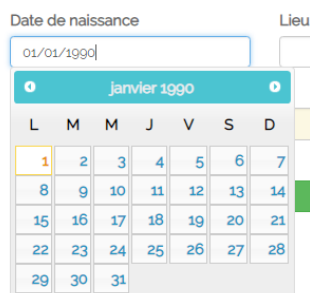 Date de naissance Lieu
01/01/1990
janvier 1990
L M M J V S D
1 2 3 4 5 6 7
8 9 10 11 12 13 14
15 16 17 18 19 20 21
22 23 24 25 26 27 28
29 30 31